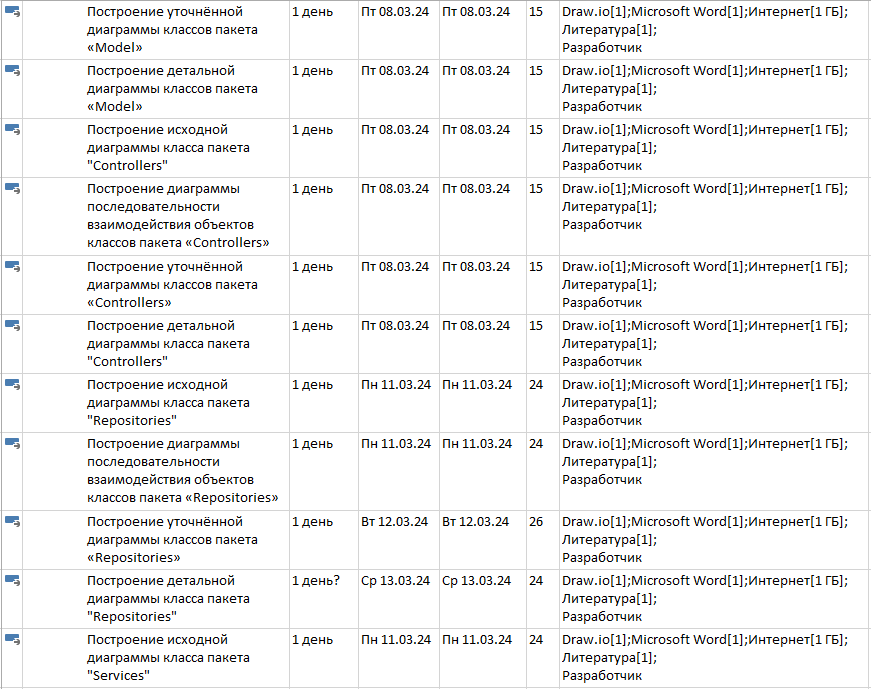 Построение уточнённой 1 день Пт 08.03.24 Пт 08.03.24 15 Draw.io[1];Microsoft Word[1];Интернет[1 ГБ];
диаграммы классов пакета Литература[1];
«Model» Разработчик
Построение детальной 1 день Пт 08.03.24 Пт 08.03.24 15 Draw.io[1];Microsoft Word[1];Интернет[1 ГБ];
диаграммы классов пакета Литература[1];
«Model» Разработчик
Построение исходной 1 день Пт 08.03.24 Пт 08.03.24 15 Draw.io[1];Microsoft Word[1];Интернет[1 ГБ];
диаграммы класса пакета Литература[1];
"Controllers" Разработчик
Построение диаграммы 1 день Пт 08.03.24 Пт 08.03.24 15 Draw.io[1];Microsoft Word[1];Интернет[1 ГБ];
последовательности Литература[1];
взаимодействия объектов Разработчик
классов пакета «Controllers»
Построение уточнённой 1 день Пт 08.03.24 Пт 08.03.24 15 Draw.io[1];Microsoft Word[1];Интернет[1 ГБ];
диаграммы классов пакета Литература[1];
«Controllers» Разработчик
Построение детальной 1 день Пт 08.03.24 Пт 08.03.24 15 Draw.io[1];Microsoft Word[1];Интернет[1 ГБ];
диаграммы класса пакета Литература[1];
"Controllers" Разработчик
Построение исходной 1 день Пн 11.03.24 Пн 11.03.24 24 Draw.io[1];Microsoft Word[1];Интернет[1 ГБ];
диаграммы класса пакета Литература[1];
"Repositories" Разработчик
Построение диаграммы 1 день Пн 11.03.24 Пн 11.03.24 24 Draw.io[1];Microsoft Word[1];Интернет[1 ГБ];
последовательности Литература[1];
взаимодействия объектов Разработчик
классов пакета «Repositories»
Построение уточнённой 1 день Вт 12.03.24 Вт 12.03.24 26 Draw.io[1];Microsoft Word[1];Интернет[1 ГБ];
диаграммы классов пакета Литература[1];
«Repositories» Разработчик
Построение детальной 1 день? Ср 13.03.24 Ср 13.03.24 24 Draw.io[1];Microsoft Word[1];Интернет[1 ГБ];
диаграммы класса пакета Литература[1];
"Repositories" Разработчик
Построение исходной 1 день Пн 11.03.24 Пн 11.03.24 24 Draw.io[1];Microsoft Word[1];Интернет[1 ГБ];
диаграммы класса пакета Литература[1];
"Services" Разработчик